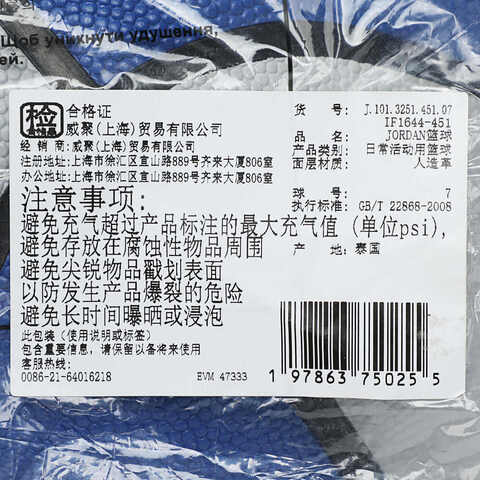 Щоб уникнути удушення,
ей.
检 合格证
威聚(上海)贸易有限公司
经 销 商: 威聚(上海)贸易有限公司
注册地址: 上海市徐汇区宜山路889号齐来大厦806室
办公地址: 上海市徐汇区宜山路889号齐来大厦806室
货 号: J.101.3251.451.07
IF1644-451
品 名: JORDAN篮球
产品类别: 日常活动用篮球
面层材质: 人造革
球 号: 7
执行标准: GB/T 22868-2008
产 地: 泰国
注意事项:
避免充气超过产品标注的最大充气值(单位psi),
避免存放在腐蚀性物品周围
避免尖锐物品戳划表面
以防发生产品爆裂的危险
避免长时间曝晒或浸泡
此包装(使用说明或标签)
包含重要信息, 请保留以备将来使用
客服热线:
0086-21-64016218
EVM 47333
1 97863 75025 5